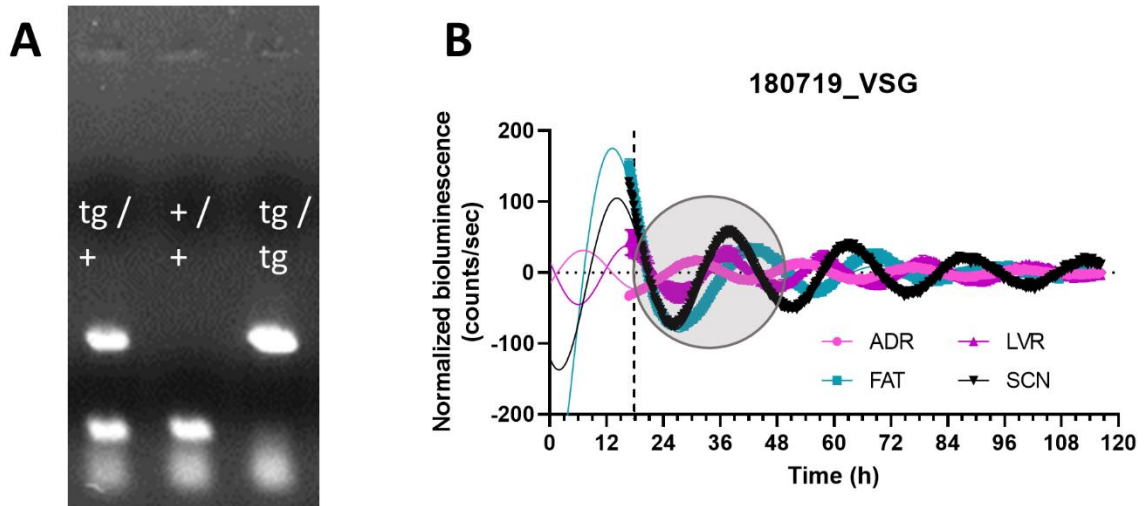 A
tg / + / tg /
+ + tg
B
180719_VSG
Normalized bioluminescence
(counts/sec)
200
100
0
-100
-200
ADR LVR
FAT SCN
0 12 24 36 48 60 72 84 96 108 120
Time (h)